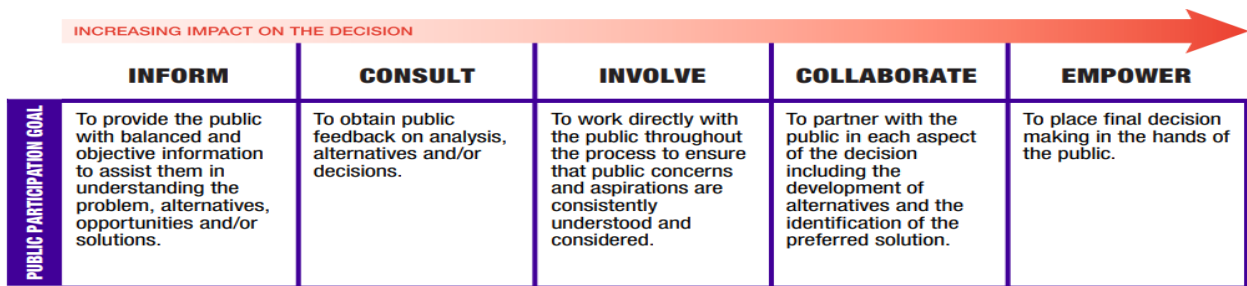 INCREASING IMPACT ON THE DECISION
INFORM
CONSULT
INVOLVE
COLLABORATE
EMPOWER
PUBLIC PARTICIPATION GOAL
To provide the public
with balanced and
objective information
to assist them in
understanding the
problem, alternatives,
opportunities and/or
solutions.
To obtain public
feedback on analysis,
alternatives and/or
decisions.
To work directly with
the public throughout
the process to ensure
that public concerns
and aspirations are
consistently
understood and
considered.
To partner with the
public in each aspect
of the decision
including the
development of
alternatives and the
identification of the
preferred solution.
To place final decision
making in the hands of
the public.